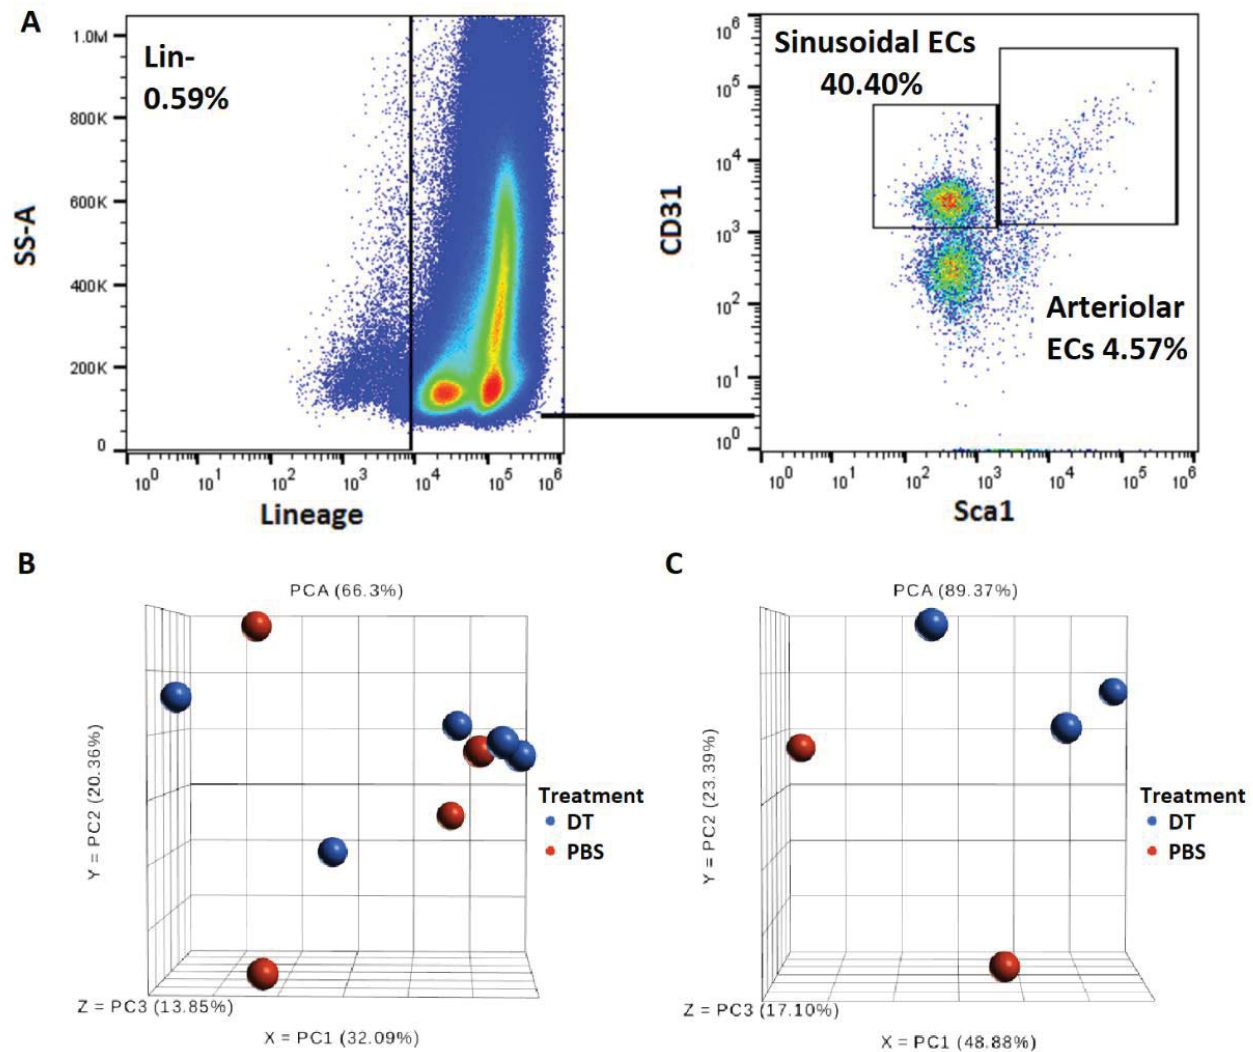 A
Lin-
0.59%
SS-A
1.0M
800K
600K
400K
200K
0
10^0 10^1 10^2 10^3 10^4 10^5 10^6
Lineage
Sinusoidal ECs
40.40%
CD31
10^6
10^5
10^4
10^3
10^2
10^1
10^0
Arteriolar
ECs 4.57%
10^0 10^1 10^2 10^3 10^4 10^5 10^6
Sca1
B
PCA (66.3%)
Y = PC2 (20.36%)
Treatment
DT
PBS
Z = PC3 (13.85%)
X = PC1 (32.09%)
C
PCA (89.37%)
Y = PC2 (23.39%)
Treatment
DT
PBS
Z = PC3 (17.10%)
X = PC1 (48.88%)